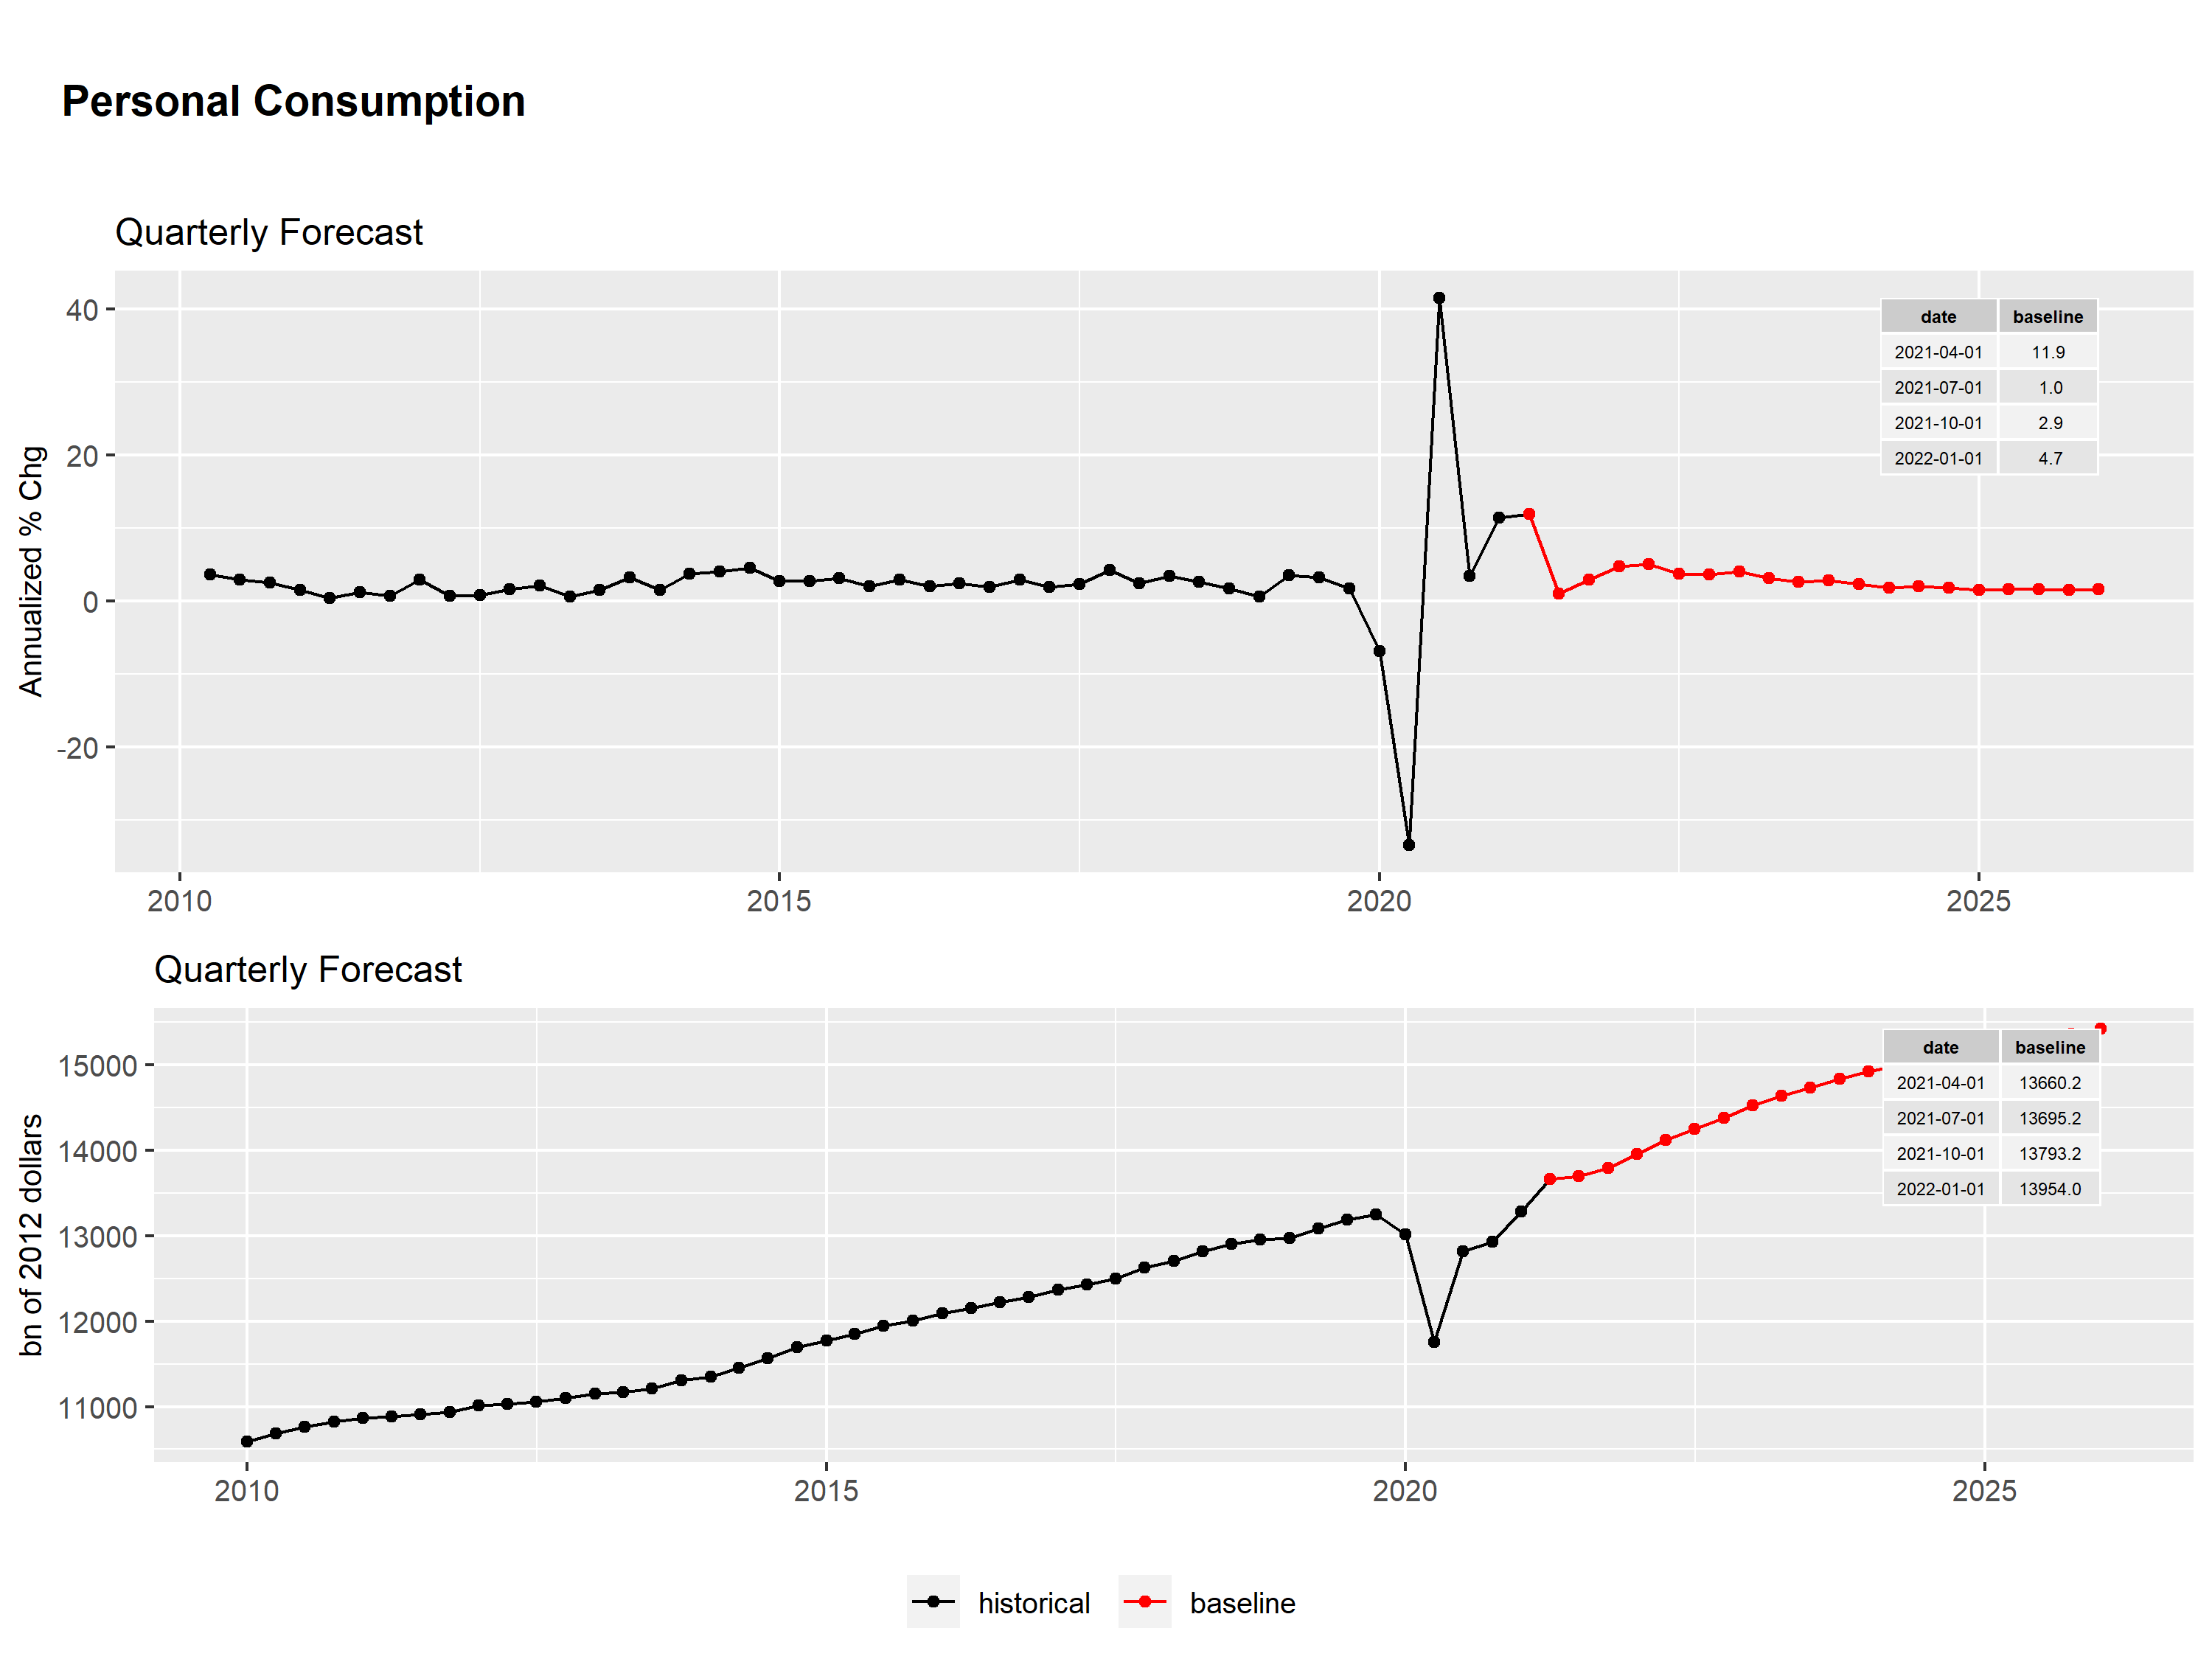 Personal Consumption
Quarterly Forecast
Annualized % Chg
40
20
0
-20
date baseline
2021-04-01 11.9
2021-07-01 1.0
2021-10-01 2.9
2022-01-01 4.7
2010 2015 2020 2025
Quarterly Forecast
bn of 2012 dollars
15000
14000
13000
12000
11000
date baseline
2021-04-01 13660.2
2021-07-01 13695.2
2021-10-01 13793.2
2022-01-01 13954.0
2010 2015 2020 2025
historical baseline